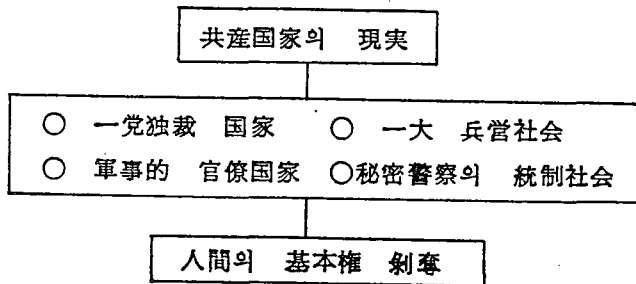 共産国家의 現実
○ 一党独裁 国家 ○ 一大 兵営社会
○ 軍事的 官僚国家 ○秘密警察의 統制社会
人間의 基本権 剝奪